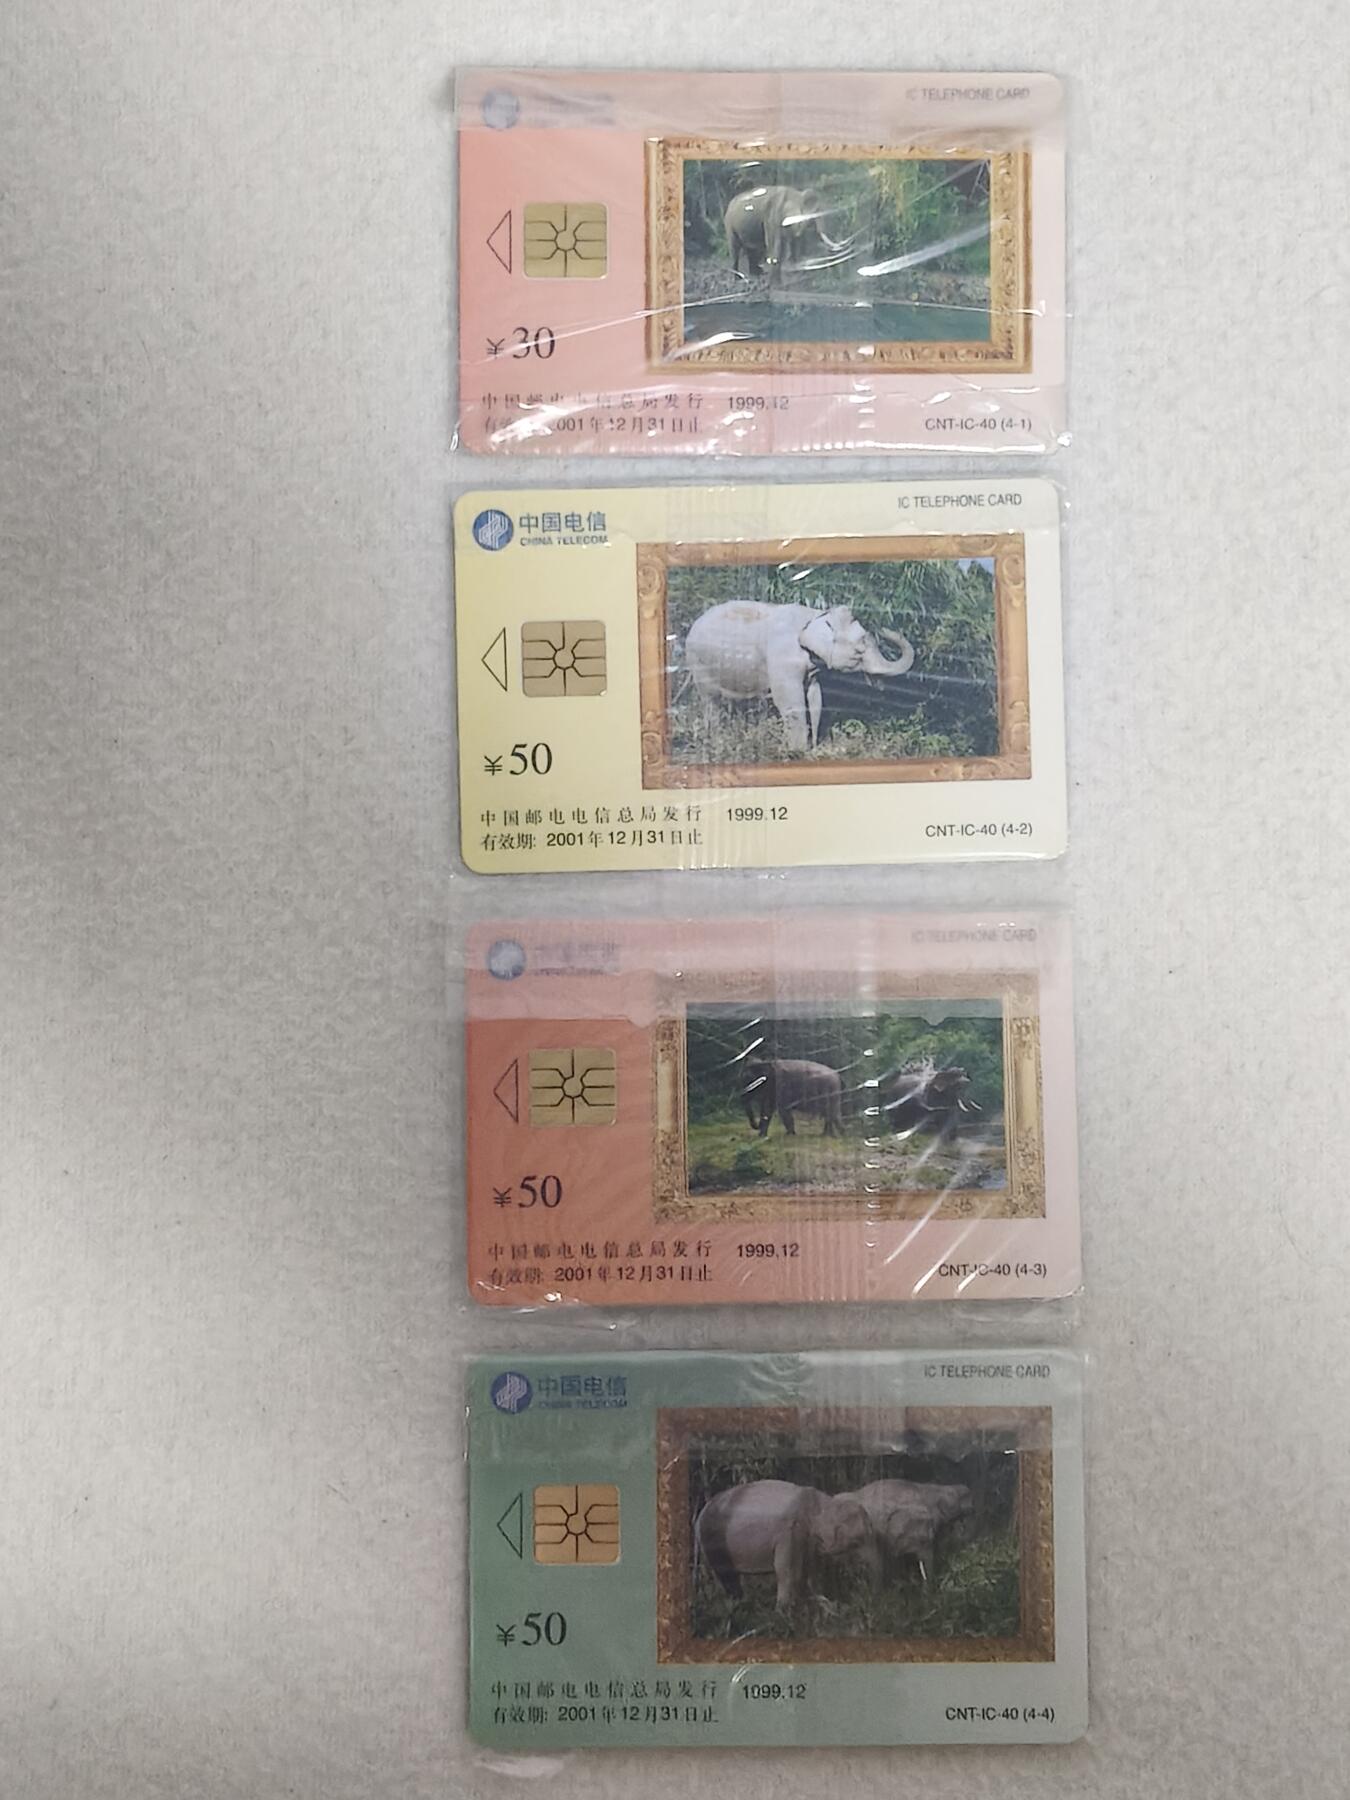 IC TELEPHONE CARD
¥30
中国邮电电信总局发行 1999.12
有效 2001年12月31日止
CNT-IC-40 (4-1)
中国电信
CHINA TELECOM
IC TELEPHONE CARD
¥50
中国邮电电信总局发行 1999.12
有效期: 2001年12月31日止
CNT-IC-40 (4-2)
IC TELEPHONE CARD
¥50
中国邮电电信总局发行 1999.12
有效期: 2001年12月31日止
CNT-IC-40 (4-3)
中国电信
CHINA TELECOM
IC TELEPHONE CARD
¥50
中国邮电电信总局发行 1999.12
有效期: 2001年12月31日止
CNT-IC-40 (4-4)